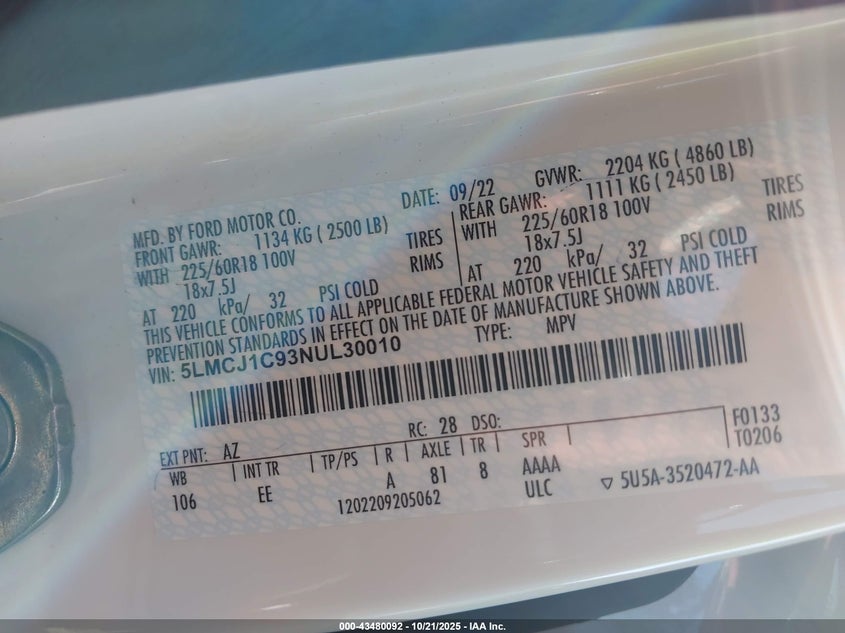 MFD. BY FORD MOTOR CO.
DATE: 09/22
GVWR: 2204 KG ( 4860 LB)
FRONT GAWR: 1134 KG ( 2500 LB)
REAR GAWR: 1111 KG ( 2450 LB)
WITH 225/60R18 100V TIRES
WITH 225/60R18 100V TIRES
18x7.5J RIMS
18x7.5J RIMS
AT 220 kPa/ 32 PSI COLD
AT 220 kPa/ 32 PSI COLD
THIS VEHICLE CONFORMS TO ALL APPLICABLE FEDERAL MOTOR VEHICLE SAFETY AND THEFT
PREVENTION STANDARDS IN EFFECT ON THE DATE OF MANUFACTURE SHOWN ABOVE.
VIN: 5LMCJ1C93NUL30010
TYPE: MPV
EXT PNT: AZ RC: 28 DSO: F0133
T0206
WB INT TR TP/PS R AXLE TR SPR
106 EE A 81 8 AAAA
1202209205062 ULC ▽ 5U5A-3520472-AA
000-43480092 - 10/21/2025 - IAA Inc.